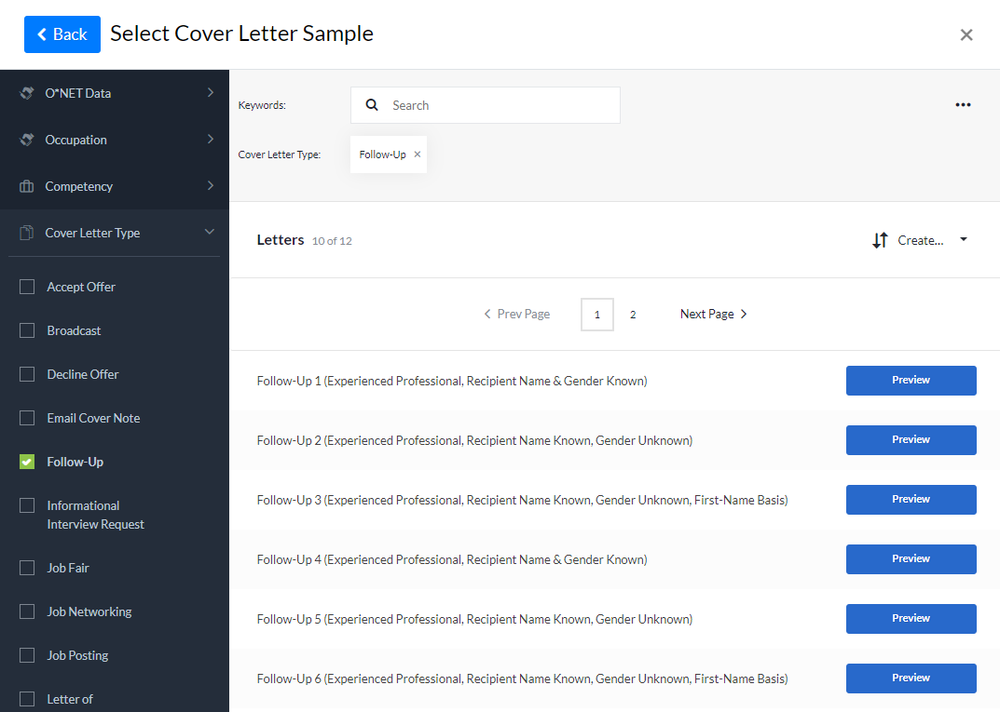 Back
Select Cover Letter Sample
O*NET Data
Occupation
Competency
Cover Letter Type
Accept Offer
Broadcast
Decline Offer
Email Cover Note
Follow-Up
Informational
Interview Request
Job Fair
Job Networking
Job Posting
Letter of
Keywords:
Search
Cover Letter Type:
Follow-Up ×
Letters 10 of 12
Create...
Prev Page 1 2 Next Page
Follow-Up 1 (Experienced Professional, Recipient Name & Gender Known) Preview
Follow-Up 2 (Experienced Professional, Recipient Name Known, Gender Unknown) Preview
Follow-Up 3 (Experienced Professional, Recipient Name Known, Gender Unknown, First-Name Basis) Preview
Follow-Up 4 (Experienced Professional, Recipient Name & Gender Known) Preview
Follow-Up 5 (Experienced Professional, Recipient Name Known, Gender Unknown) Preview
Follow-Up 6 (Experienced Professional, Recipient Name Known, Gender Unknown, First-Name Basis) Preview